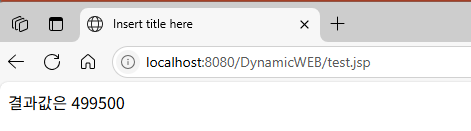 Insert title here
localhost:8080/DynamicWEB/test.jsp
결과값은 499500